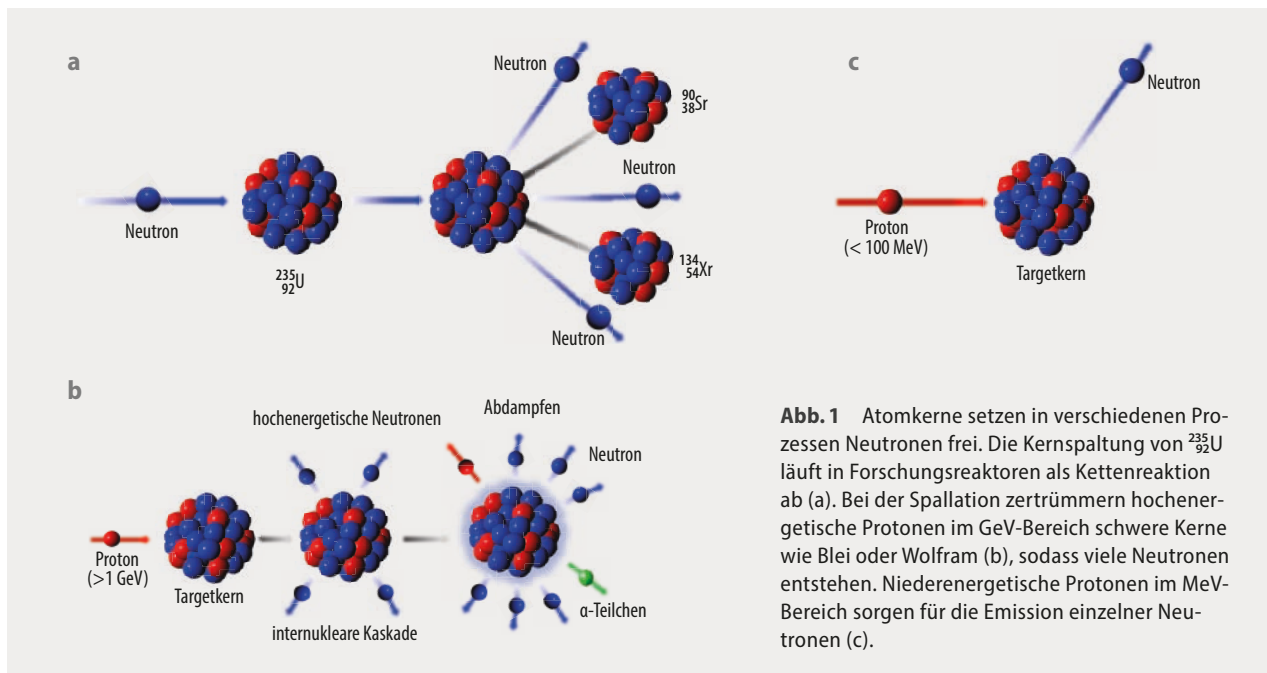 a
Neutron
²³⁵₉₂U
Neutron
⁹⁰₃₈Sr
Neutron
¹³⁴₅₄Xr
Neutron
c
Proton
(< 100 MeV)
Targetkern
Neutron
b
Proton
(>1 GeV)
Targetkern
hochenergetische Neutronen
internukleare Kaskade
Abdampfen
Neutron
α-Teilchen
Abb. 1 Atomkerne setzen in verschiedenen Pro-
zessen Neutronen frei. Die Kernspaltung von ²³⁵₉₂U
läuft in Forschungsreaktoren als Kettenreaktion
ab (a). Bei der Spallation zertrümmern hochener-
getische Protonen im GeV-Bereich schwere Kerne
wie Blei oder Wolfram (b), sodass viele Neutronen
entstehen. Niederenergetische Protonen im MeV-
Bereich sorgen für die Emission einzelner Neu-
tronen (c).